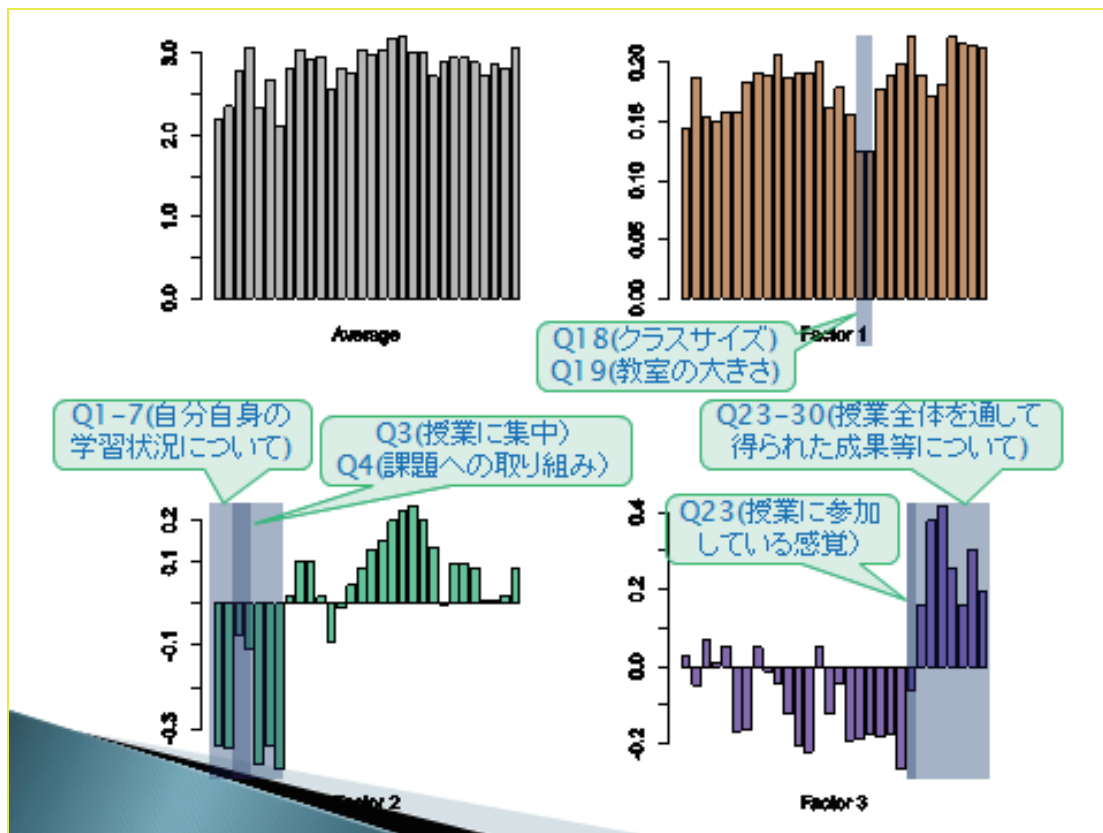 3.0
2.0
1.0
0.0
Average
0.20
0.15
0.10
0.05
0.00
Factor 1
Q18(クラスサイズ)
Q19(教室の大きさ)
Q1-7(自分自身の
学習状況について)
Q3(授業に集中)
Q4(課題への取り組み)
0.2
0.1
-0.1
-0.3
Factor 2
Q23-30(授業全体を通して
得られた成果等について)
Q23(授業に参加
している感覚)
0.4
0.2
0.0
-0.2
Factor 3